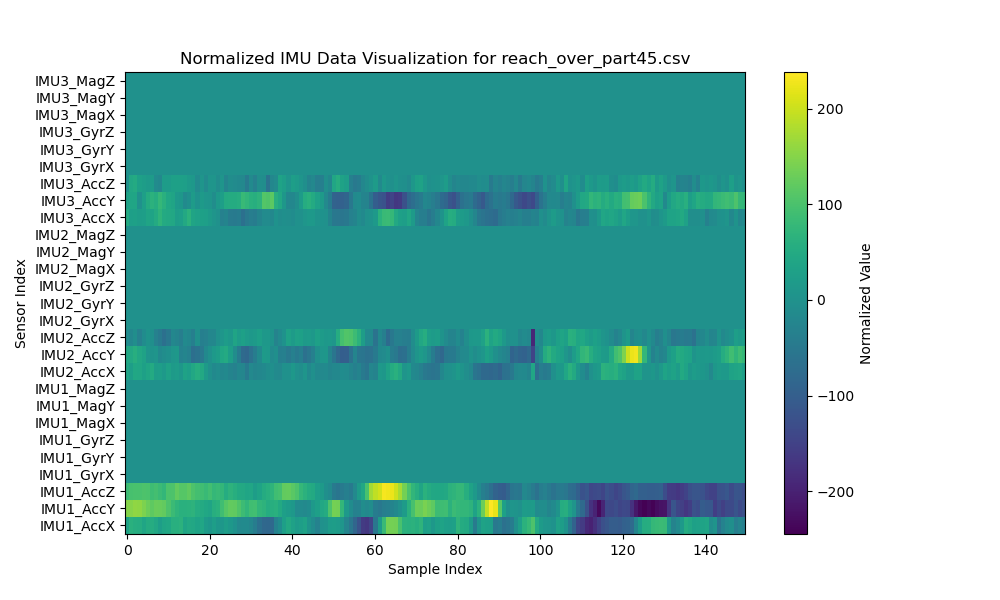 Normalized IMU Data Visualization for reach_over_part45.csv
Sensor Index
IMU3_MagZ
IMU3_MagY
IMU3_MagX
IMU3_GyrZ
IMU3_GyrY
IMU3_GyrX
IMU3_AccZ
IMU3_AccY
IMU3_AccX
IMU2_MagZ
IMU2_MagY
IMU2_MagX
IMU2_GyrZ
IMU2_GyrY
IMU2_GyrX
IMU2_AccZ
IMU2_AccY
IMU2_AccX
IMU1_MagZ
IMU1_MagY
IMU1_MagX
IMU1_GyrZ
IMU1_GyrY
IMU1_GyrX
IMU1_AccZ
IMU1_AccY
IMU1_AccX
0 20 40 60 80 100 120 140
Sample Index
200
100
0
−100
−200
Normalized Value